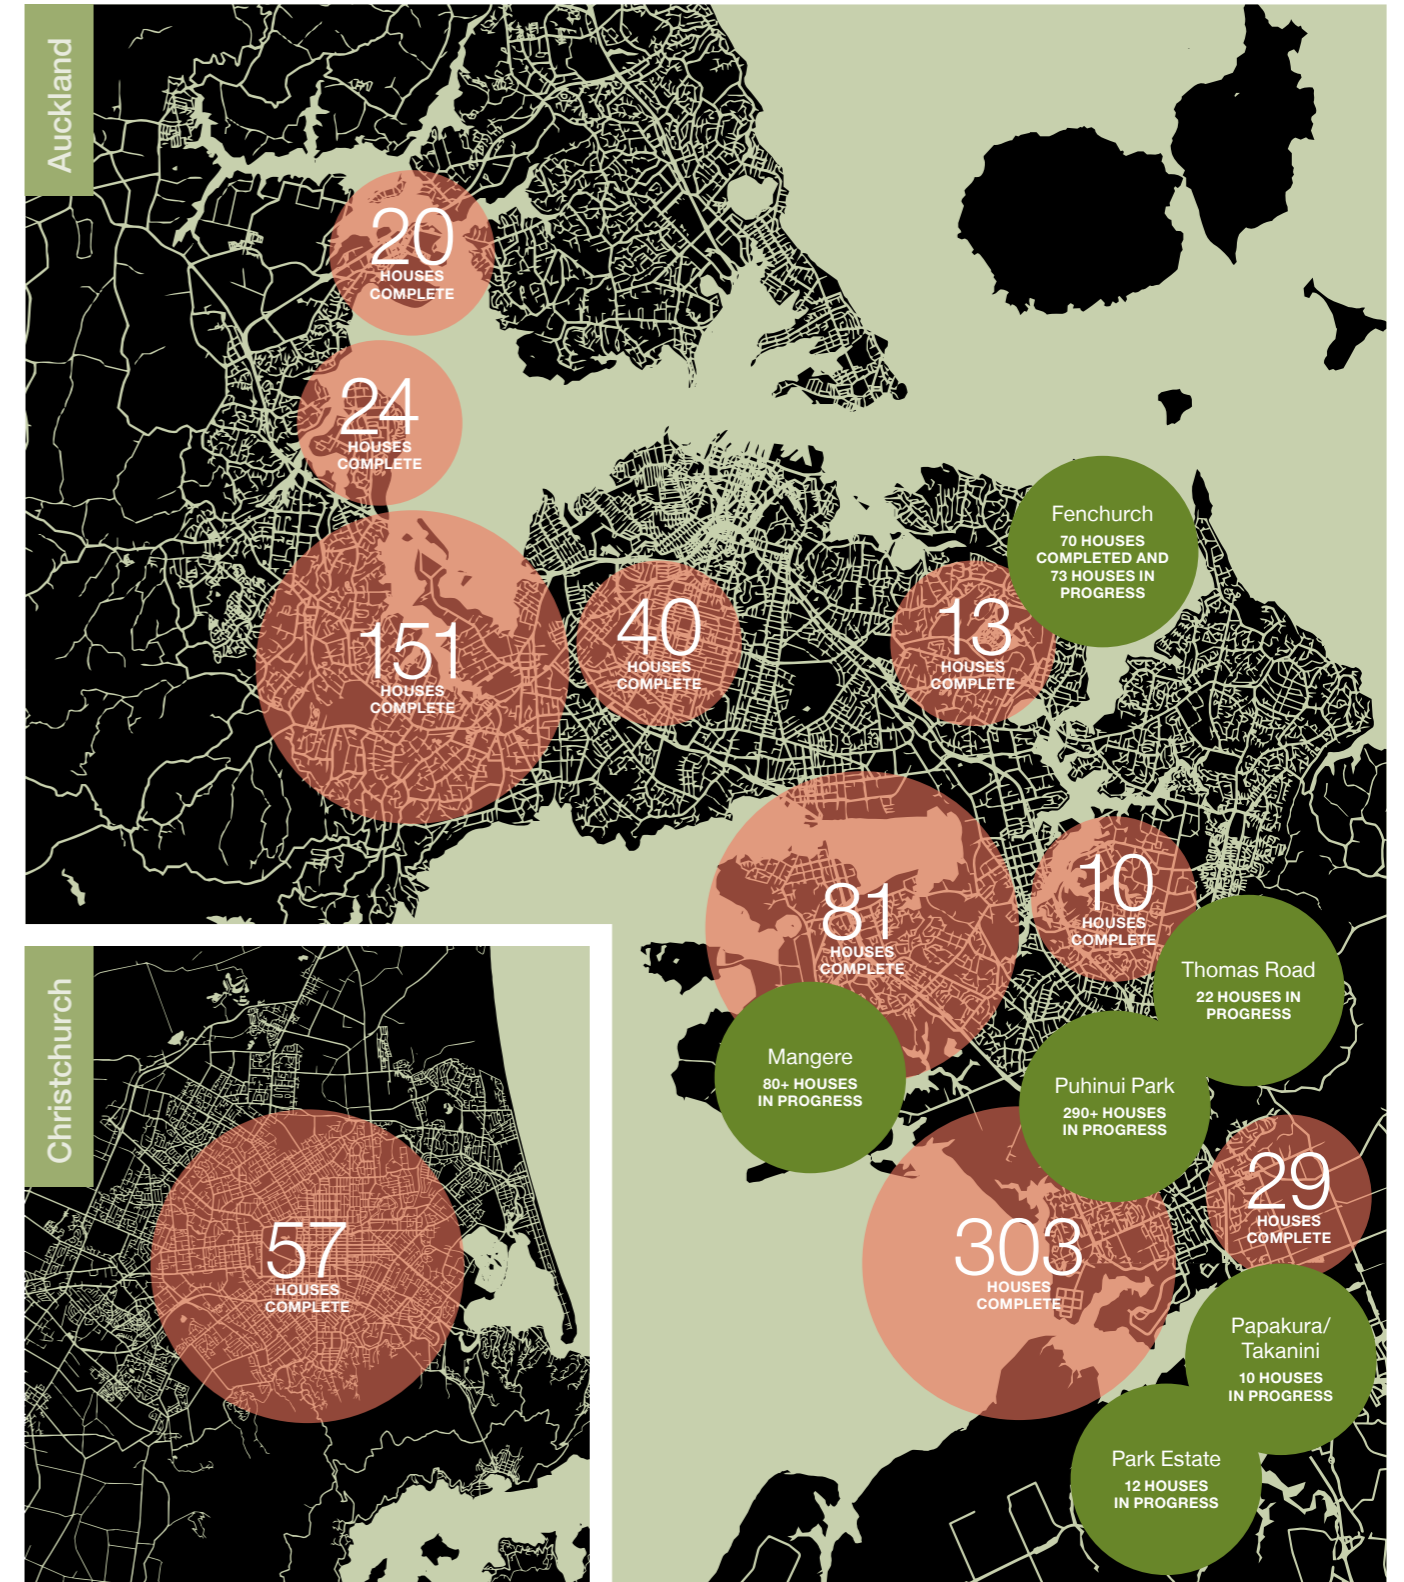 Auckland
20
HOUSES
COMPLETE
24
HOUSES
COMPLETE
151
HOUSES
COMPLETE
40
HOUSES
COMPLETE
13
HOUSES
COMPLETE
Fenchurch
70 HOUSES
COMPLETED AND
73 HOUSES IN
PROGRESS
81
HOUSES
COMPLETE
10
HOUSES
COMPLETE
Thomas Road
22 HOUSES IN
PROGRESS
Mangere
80+ HOUSES
IN PROGRESS
Puhinui Park
290+ HOUSES
IN PROGRESS
303
HOUSES
COMPLETE
29
HOUSES
COMPLETE
Papakura/
Takanini
10 HOUSES
IN PROGRESS
Park Estate
12 HOUSES
IN PROGRESS
Christchurch
57
HOUSES
COMPLETE